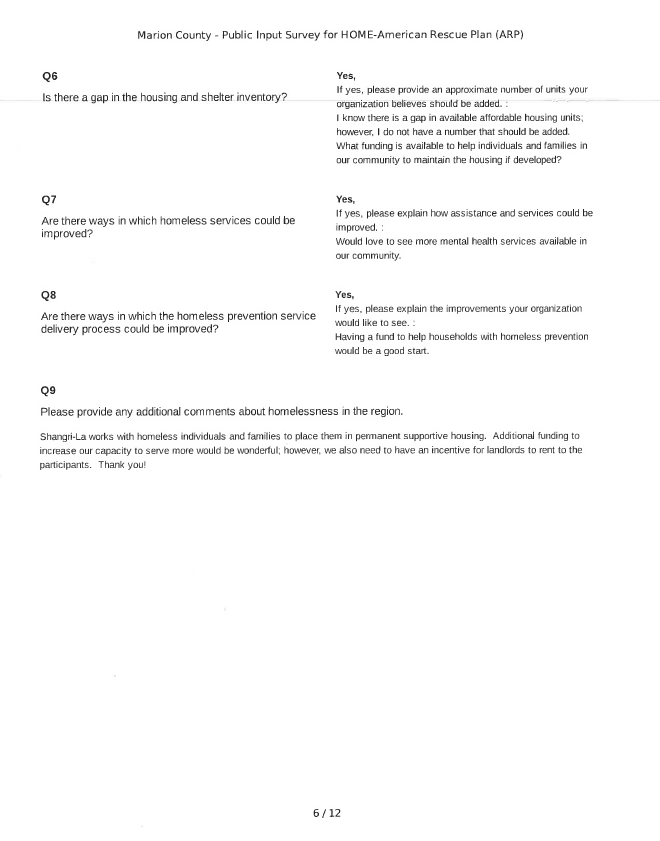 Marion County - Public Input Survey for HOME-American Rescue Plan (ARP)
Q6
Is there a gap in the housing and shelter inventory?
Yes,
If yes, please provide an approximate number of units your
organization believes should be added. :
I know there is a gap in available affordable housing units;
however, I do not have a number that should be added.
What funding is available to help individuals and families in
our community to maintain the housing if developed?
Q7
Are there ways in which homeless services could be
improved?
Yes,
If yes, please explain how assistance and services could be
improved. :
Would love to see more mental health services available in
our community.
Q8
Are there ways in which the homeless prevention service
delivery process could be improved?
Yes,
If yes, please explain the improvements your organization
would like to see. :
Having a fund to help households with homeless prevention
would be a good start.
Q9
Please provide any additional comments about homelessness in the region.
Shangri-La works with homeless individuals and families to place them in permanent supportive housing.  Additional funding to
increase our capacity to serve more would be wonderful; however, we also need to have an incentive for landlords to rent to the
participants.  Thank you!
6 / 12